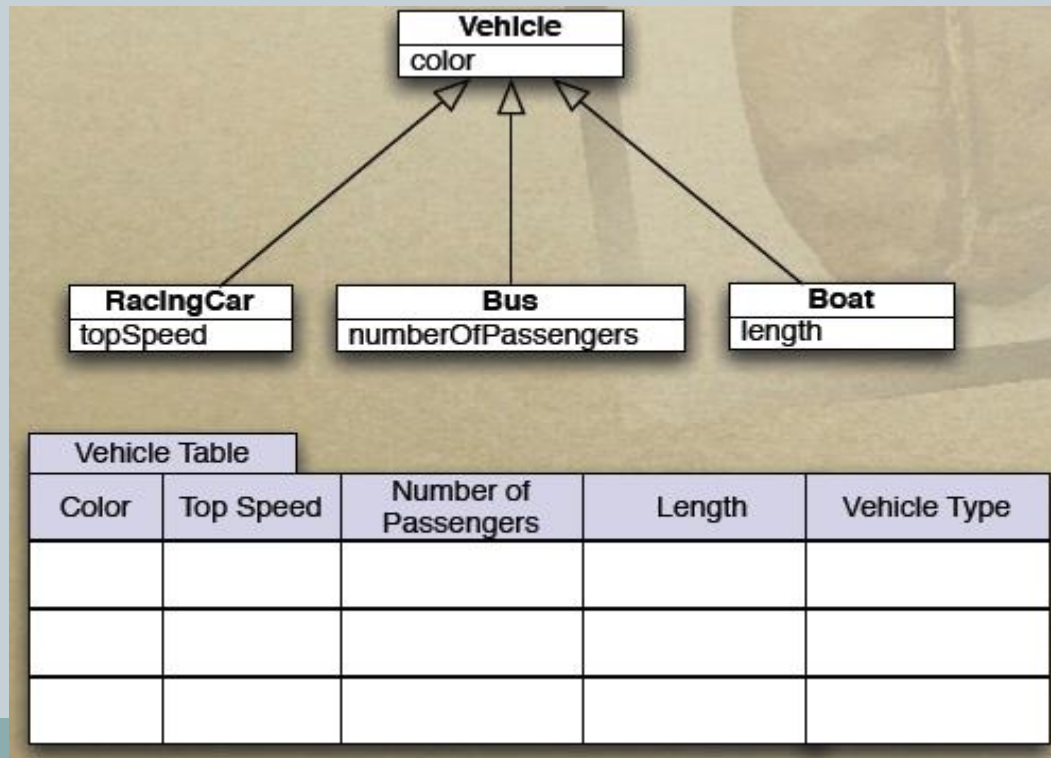 Vehicle
color
RacingCar
topSpeed
Bus
numberOfPassengers
Boat
length
Vehicle Table
Color
Top Speed
Number of
Passengers
Length
Vehicle Type